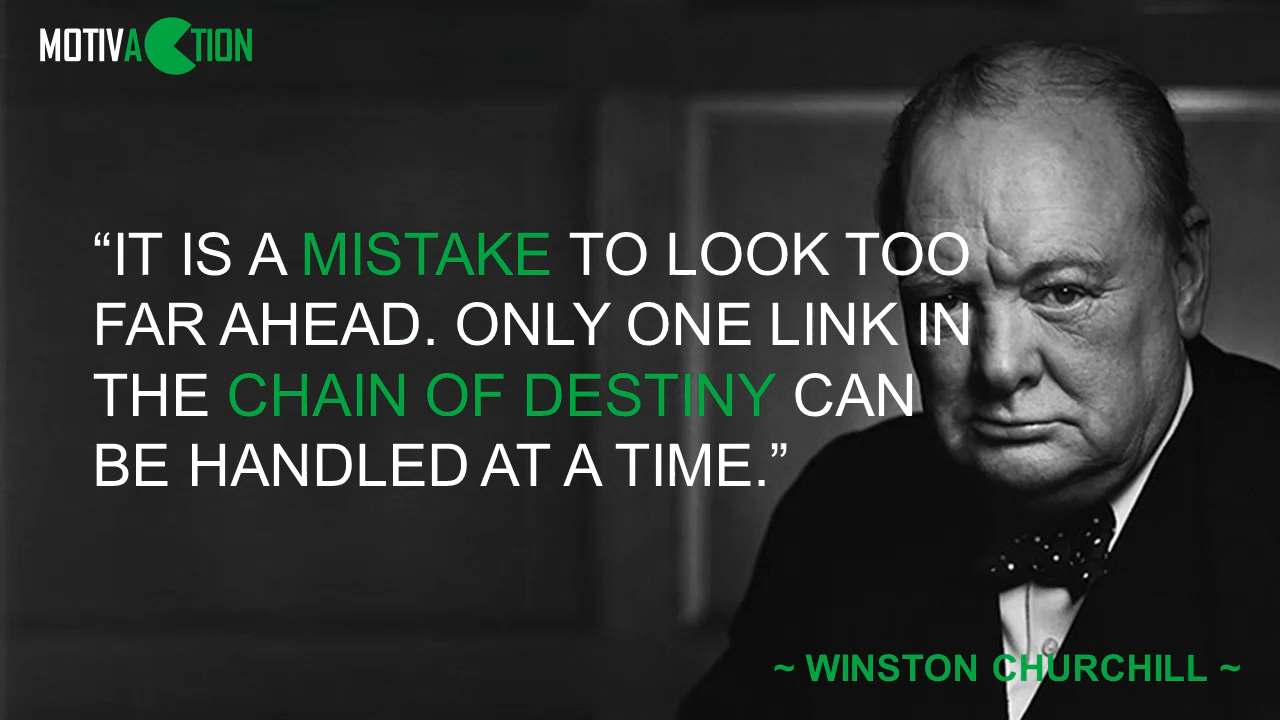 MOTIVACTION
“IT IS A MISTAKE TO LOOK TOO
FAR AHEAD. ONLY ONE LINK IN
THE CHAIN OF DESTINY CAN
BE HANDLED AT A TIME.”
~ WINSTON CHURCHILL ~